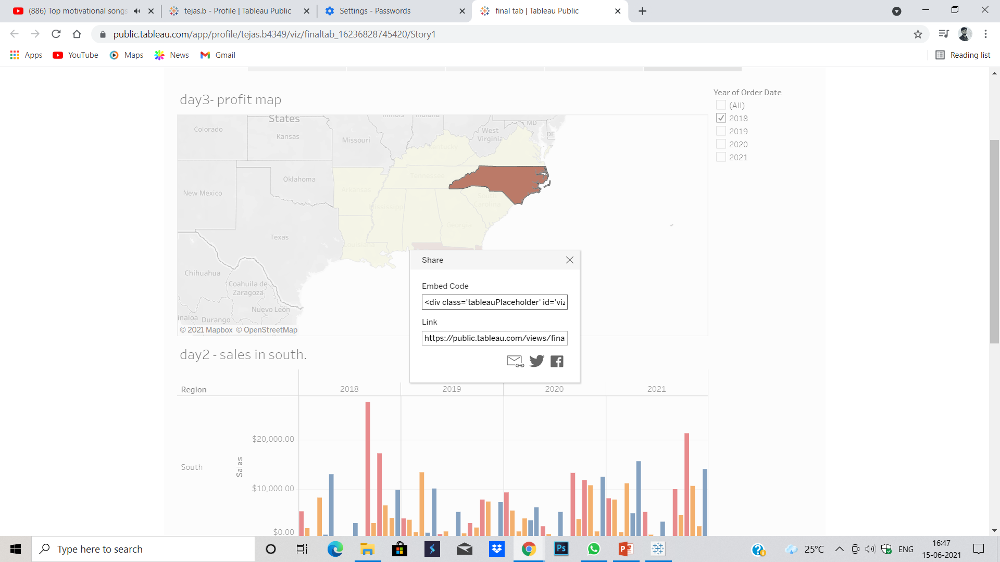 (886) Top motivational songs
tejas.b - Profile | Tableau Public
Settings - Passwords
final tab | Tableau Public
public.tableau.com/app/profile/tejas.b4349/viz/finaltab_16236828745420/Story1
Apps
YouTube
Maps
News
Gmail
Reading list
day3- profit map
Year of Order Date
(All)
2018
2019
2020
2021
States
Illinois
Indiana
MD
Colorado
Kansas
Missouri
West
Virginia
DE
Kentucky
Oklahoma
Tennessee
New Mexico
Arkansas
South
Carolina
Mississippi
Georgia
Texas
Louisiana
Chihuahua
Coahuila de
Zaragoza
Nuevo León
inaloa
Durango
© 2021 Mapbox © OpenStreetMap
Share
Embed Code
<div class='tableauPlaceholder' id='viz
Link
https://public.tableau.com/views/fina
day2 - sales in south.
Region
2018
2019
2020
2021
South
Sales
$20,000.00
$10,000.00
$0.00
Type here to search
Ps
25°C
ENG
16:47
15-06-2021